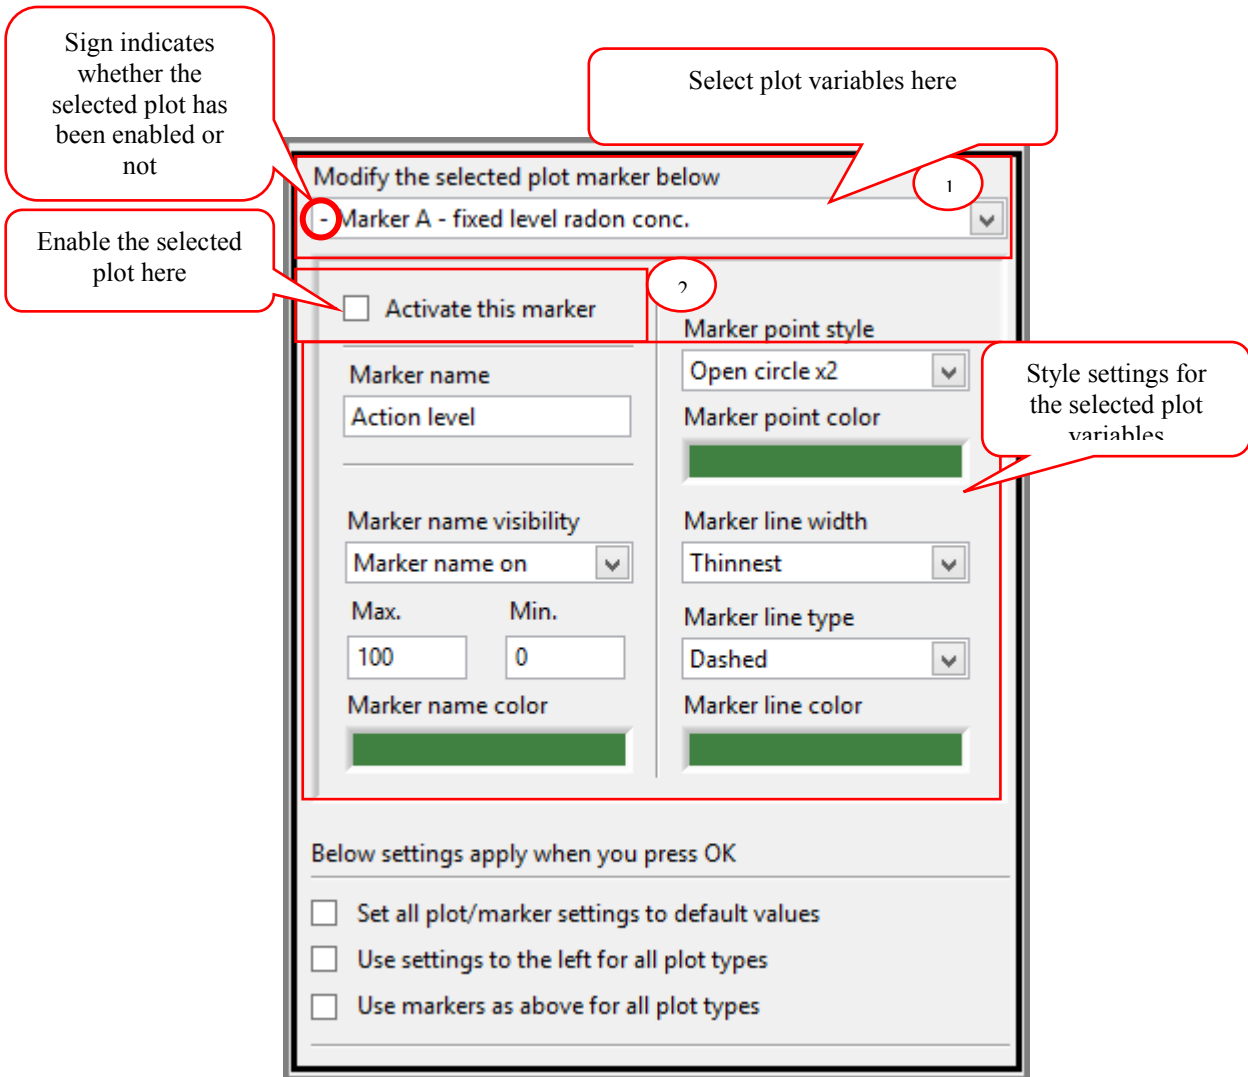 Sign indicates
whether the
selected plot has
been enabled or
not
Select plot variables here
Modify the selected plot marker below
1
- Marker A - fixed level radon conc.
Enable the selected
plot here
2
Activate this marker
Marker name
Action level
Marker name visibility
Marker name on
Max. Min.
100 0
Marker name color
Marker point style
Open circle x2
Marker point color
Marker line width
Thinnest
Marker line type
Dashed
Marker line color
Style settings for
the selected plot
variables
Below settings apply when you press OK
Set all plot/marker settings to default values
Use settings to the left for all plot types
Use markers as above for all plot types